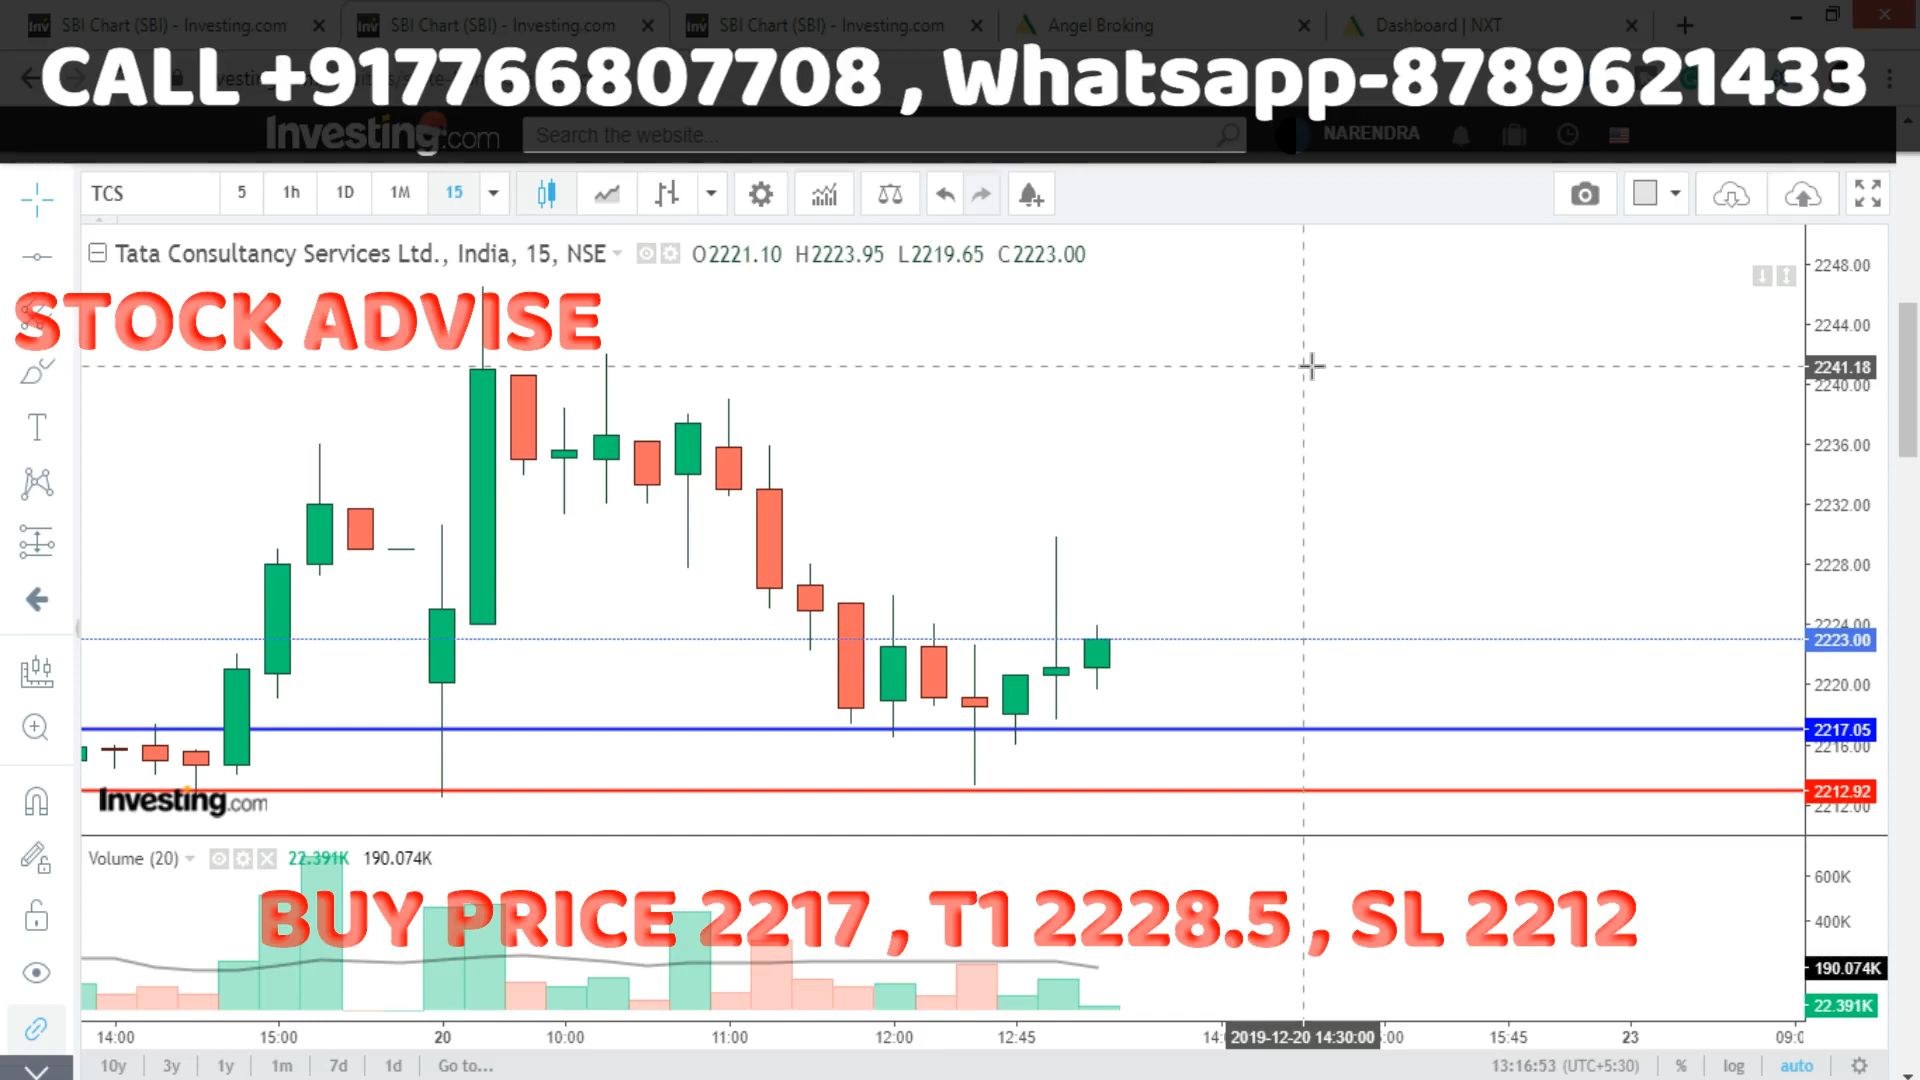 SBI Chart (SBI) - Investing.com
SBI Chart (SBI) - Investing.com
SBI Chart (SBI) - Investing.com
Angel Broking
Dashboard | NXT
CALL +917766807708 , Whatsapp-8789621433
Investing.com
Search the website...
NARENDRA
TCS
5
1h
1D
1M
15
Tata Consultancy Services Ltd., India, 15, NSE
O2221.10 H2223.95 L2219.65 C2223.00
STOCK ADVISE
2248.00
2244.00
2241.18
2240.00
2236.00
2232.00
2228.00
2224.00
2223.00
2220.00
2217.05
2216.00
2212.92
2212.00
Investing.com
Volume (20)
22.391K 190.074K
600K
400K
190.074K
22.391K
BUY PRICE 2217 , T1 2228.5 , SL 2212
14:00 15:00 20 10:00 11:00 12:00 12:45 2019-12-20 14:30:00 15:45 23
10y 3y 1y 1m 7d 1d Go to...
13:16:53 (UTC+5:30) % log auto